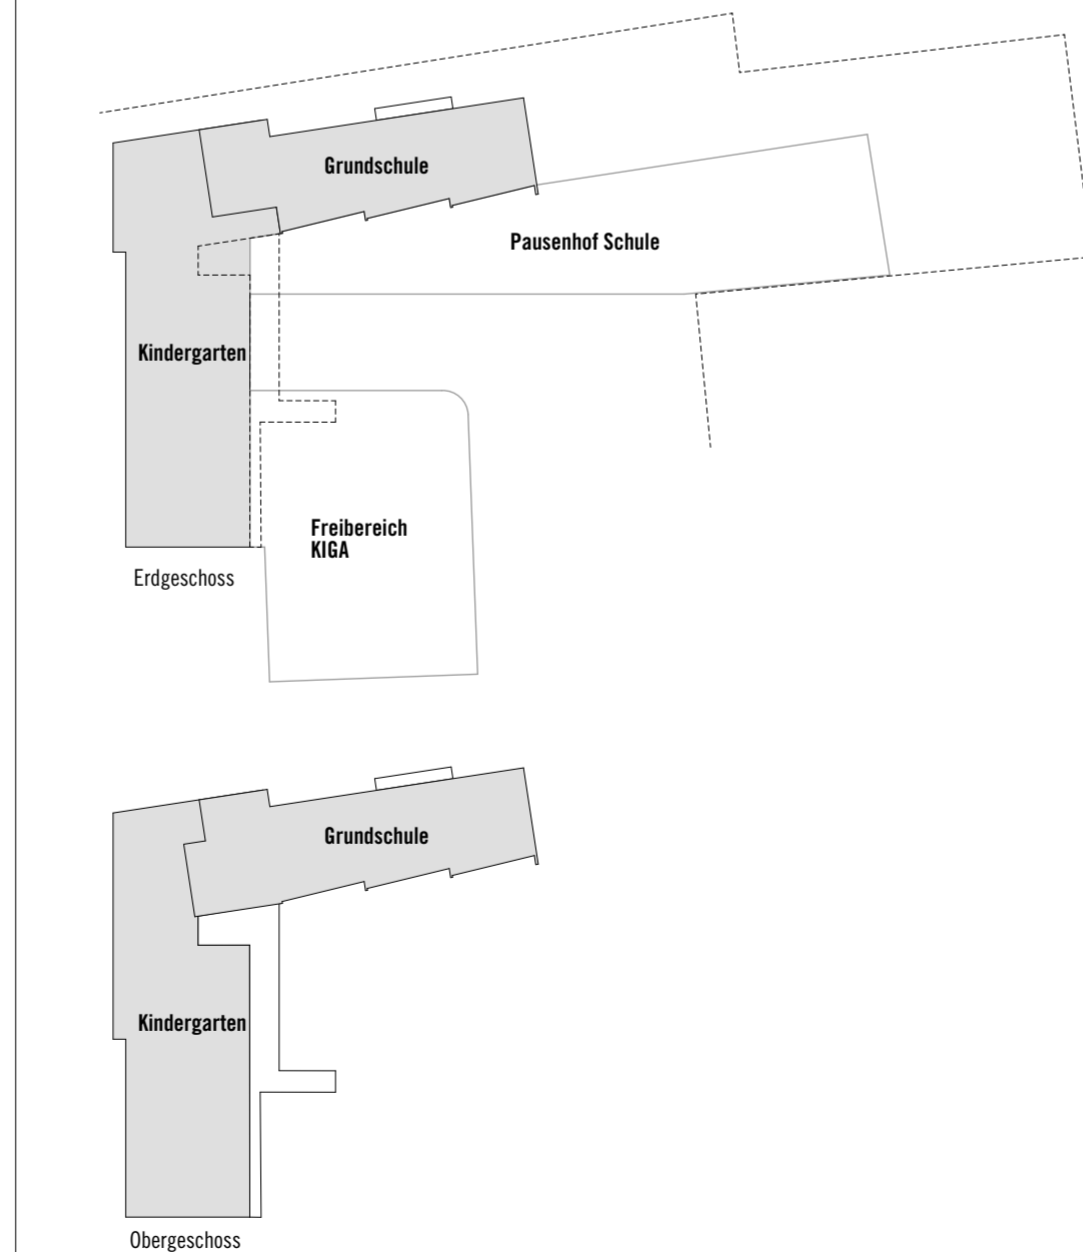 Grundschule
Pausenhof Schule
Kindergarten
Freibereich
KIGA
Erdgeschoss
Grundschule
Kindergarten
Obergeschoss